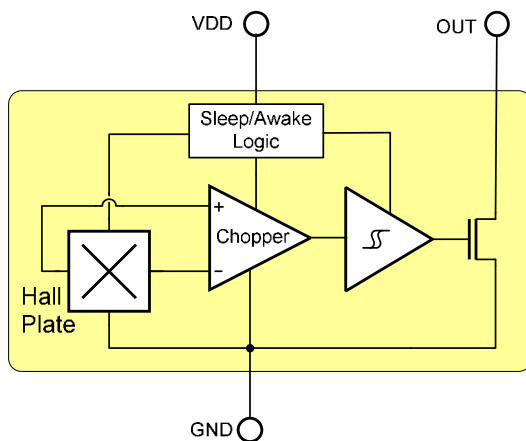 VDD
OUT
Sleep/Awake
Logic
+
Chopper
−
Hall
Plate
GND